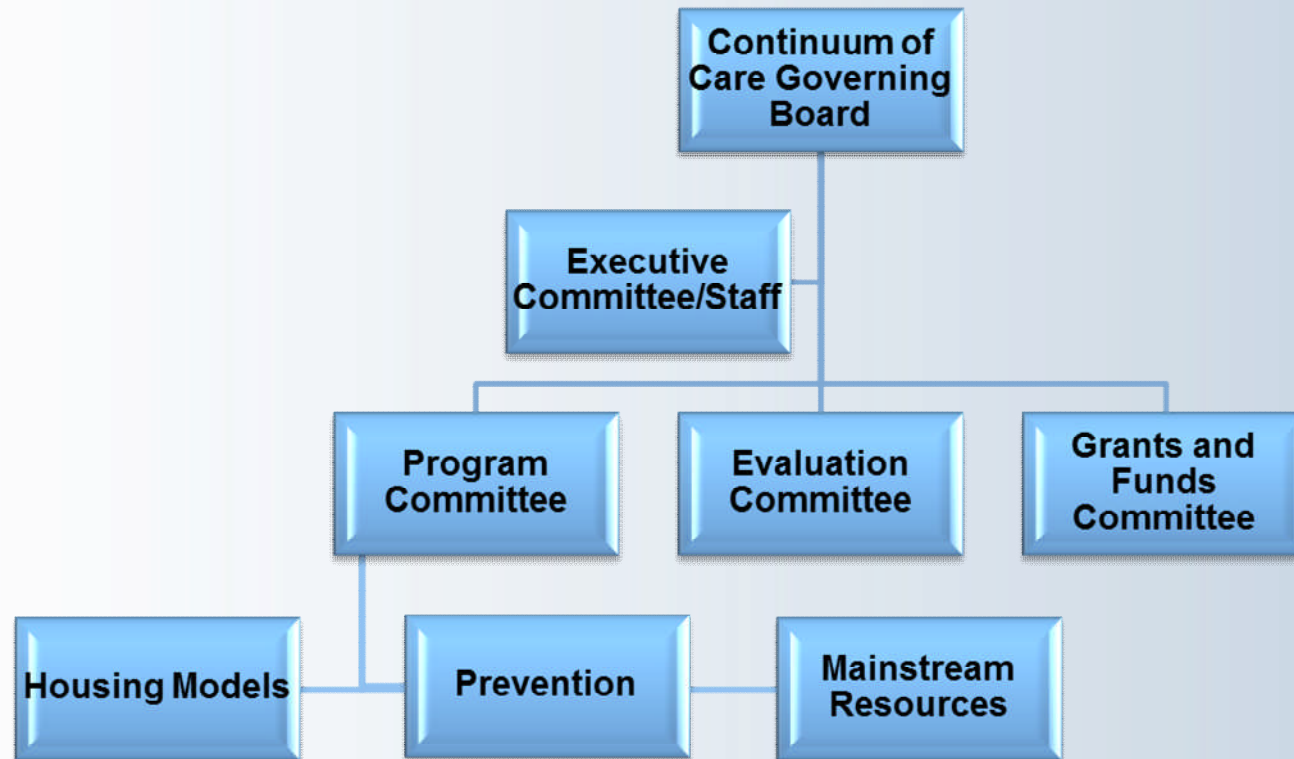 Continuum of
Care Governing
Board
Executive
Committee/Staff
Program
Committee
Evaluation
Committee
Grants and
Funds
Committee
Housing Models
Prevention
Mainstream
Resources